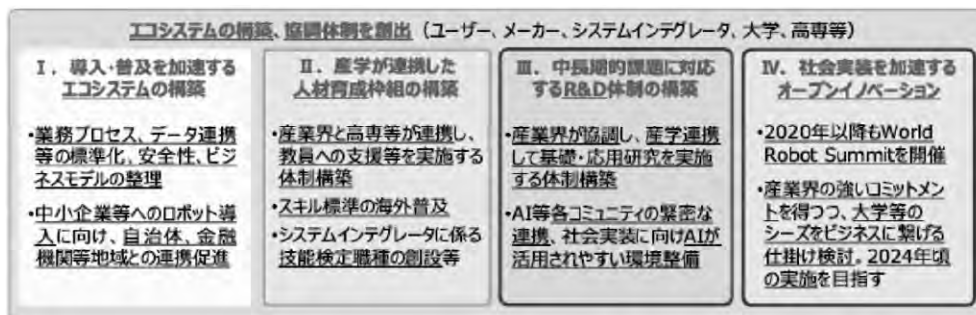 エコシステムの構築、協調体制を創出（ユーザー、メーカー、システムインテグレータ、大学、高専等）
Ⅰ．導入・普及を加速する
エコシステムの構築
•業務プロセス、データ連携
等の標準化、安全性、ビジ
ネスモデルの整理
•中小企業等へのロボット導
入に向け、自治体、金融
機関等地域との連携促進
Ⅱ．産学が連携した
人材育成枠組の構築
•産業界と高専等が連携し、
教員への支援等を実施する
体制構築
•スキル標準の海外普及
•システムインテグレータに係る
技能検定職種の創設等
Ⅲ．中長期的課題に対応
するR&D体制の構築
•産業界が協調し、産学連携
して基礎・応用研究を実施
する体制構築
•AI等各コミュニティの緊密な
連携、社会実装に向けAIが
活用されやすい環境整備
Ⅳ．社会実装を加速する
オープンイノベーション
•2020年以降もWorld
Robot Summitを開催
•産業界の強いコミットメン
トを得つつ、大学等の
シーズをビジネスに繋げる
仕掛け検討。2024年頃
の実施を目指す